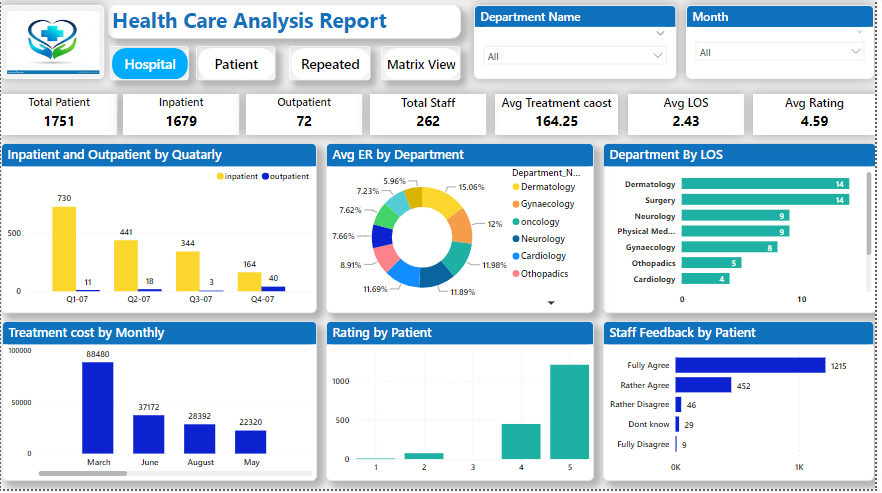 Health Care Analysis Report
Hospital
Patient
Repeated
Matrix View
Department Name
All
Month
All
Total Patient
1751
Inpatient
1679
Outpatient
72
Total Staff
262
Avg Treatment caost
164.25
Avg LOS
2.43
Avg Rating
4.59
Inpatient and Outpatient by Quatarly
inpatient outpatient
730
441
344
164
11
18
3
40
500
0
Q1-07 Q2-07 Q3-07 Q4-07
Avg ER by Department
15.06%
12%
11.98%
11.89%
11.69%
8.91%
7.66%
7.62%
7.23%
5.96%
Department_N...
Dermatology
Gynaecology
oncology
Neurology
Cardiology
Othopadics
Department By LOS
Dermatology 14
Surgery 14
Neurology 9
Physical Med... 9
Gynaecology 8
Othopadics 5
Cardiology 4
0 10
Treatment cost by Monthly
100000
50000
0
88480
37172
28392
22320
March June August May
Rating by Patient
1000
500
0
1 2 3 4 5
Staff Feedback by Patient
Fully Agree 1215
Rather Agree 452
Rather Disagree 46
Dont know 29
Fully Disagree 9
0K 1K